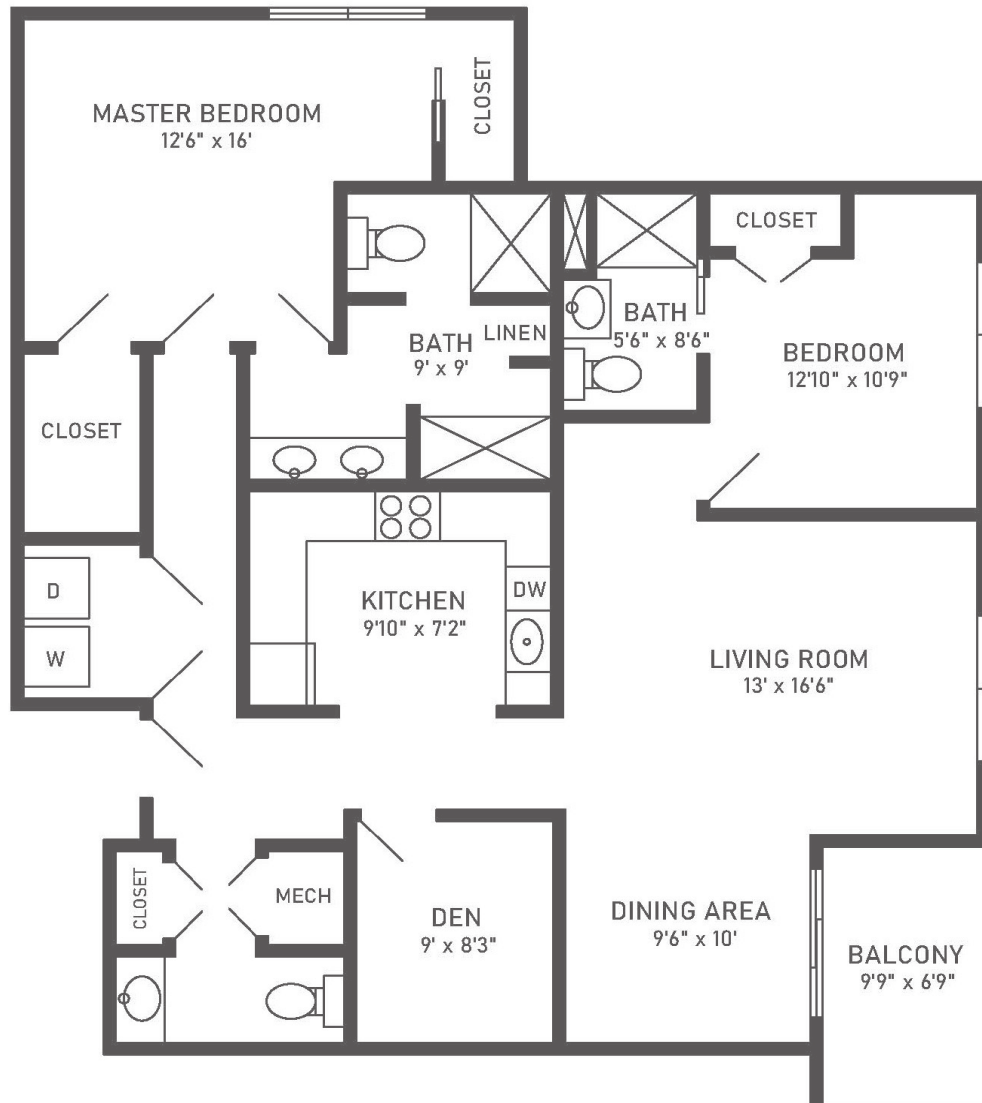 CLOSET
MASTER BEDROOM
12'6" x 16'
CLOSET
BATH
5'6" x 8'6"
LINEN
BATH
9' x 9'
BEDROOM
12'10" x 10'9"
CLOSET
D
W
KITCHEN
9'10" x 7'2"
DW
LIVING ROOM
13' x 16'6"
CLOSET
MECH
DEN
9' x 8'3"
DINING AREA
9'6" x 10'
BALCONY
9'9" x 6'9"